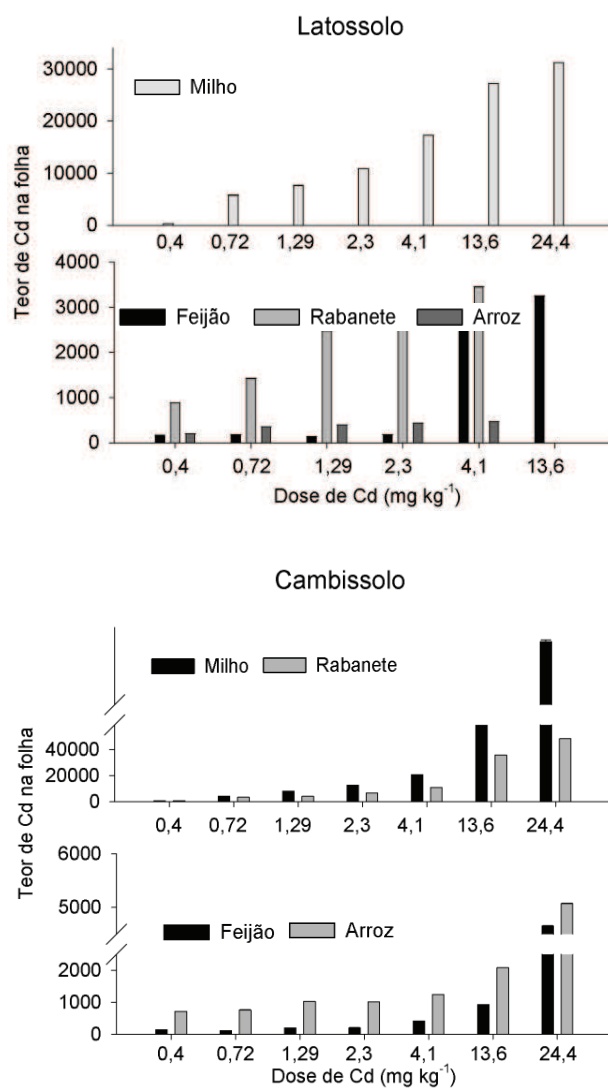 Latossolo
Teor de Cd na folha
30000
20000
10000
0
Milho
0,4 0,72 1,29 2,3 4,1 13,6 24,4
4000
3000
2000
1000
0
Feijão Rabanete Arroz
0,4 0,72 1,29 2,3 4,1 13,6
Dose de Cd (mg kg⁻¹)
Cambissolo
Teor de Cd na folha
Milho Rabanete
40000
20000
0
0,4 0,72 1,29 2,3 4,1 13,6 24,4
6000
5000
2000
1000
0
Feijão Arroz
0,4 0,72 1,29 2,3 4,1 13,6 24,4
Dose de Cd (mg kg⁻¹)